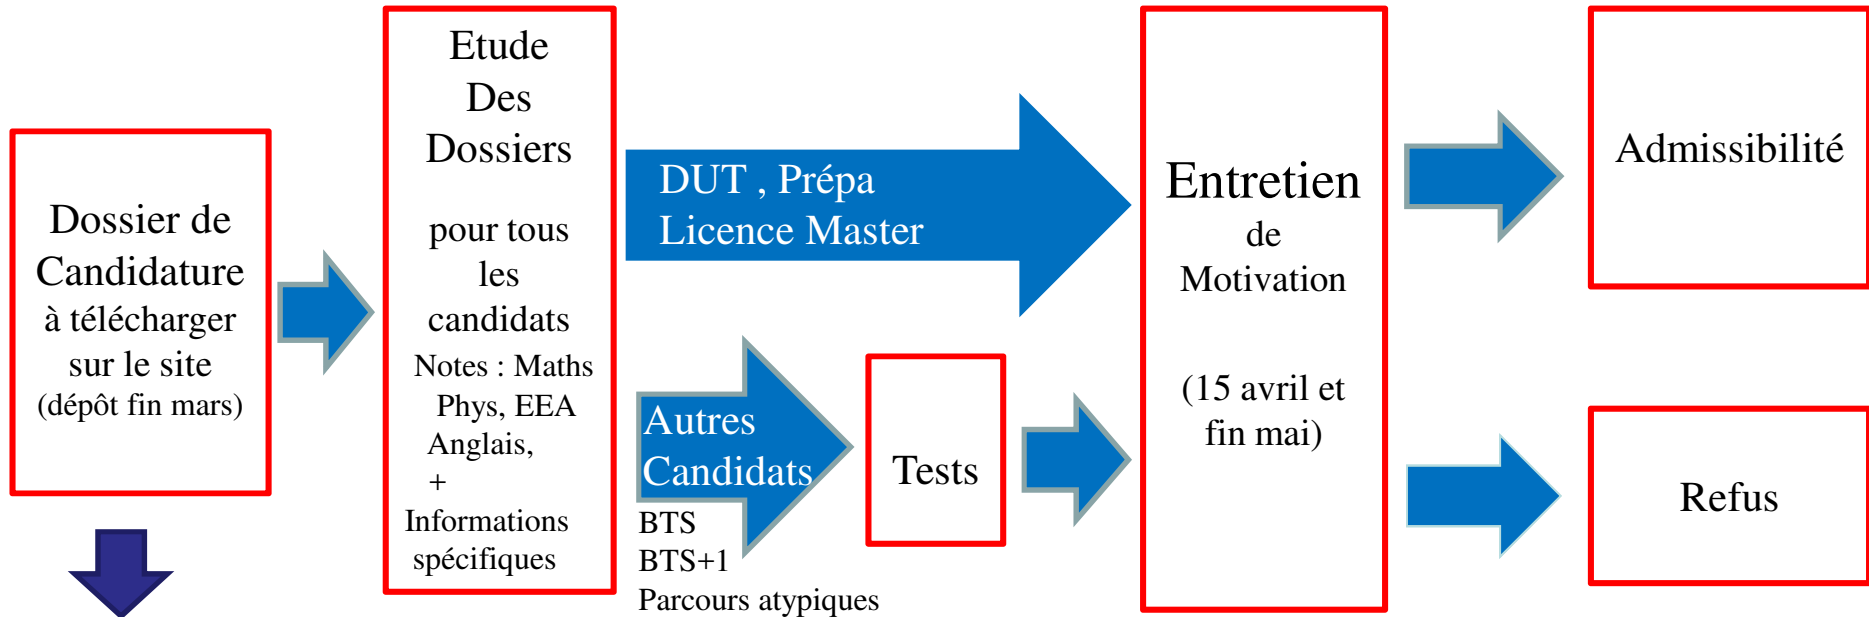 Dossier de
Candidature
à télécharger
sur le site
(dépôt fin mars)
Etude
Des
Dossiers
pour tous
les
candidats
Notes : Maths
Phys, EEA
Anglais,
+
Informations
spécifiques
DUT , Prépa
Licence Master
Autres
Candidats
BTS
BTS+1
Parcours atypiques
Tests
Entretien
de
Motivation
(15 avril et
fin mai)
Admissibilité
Refus